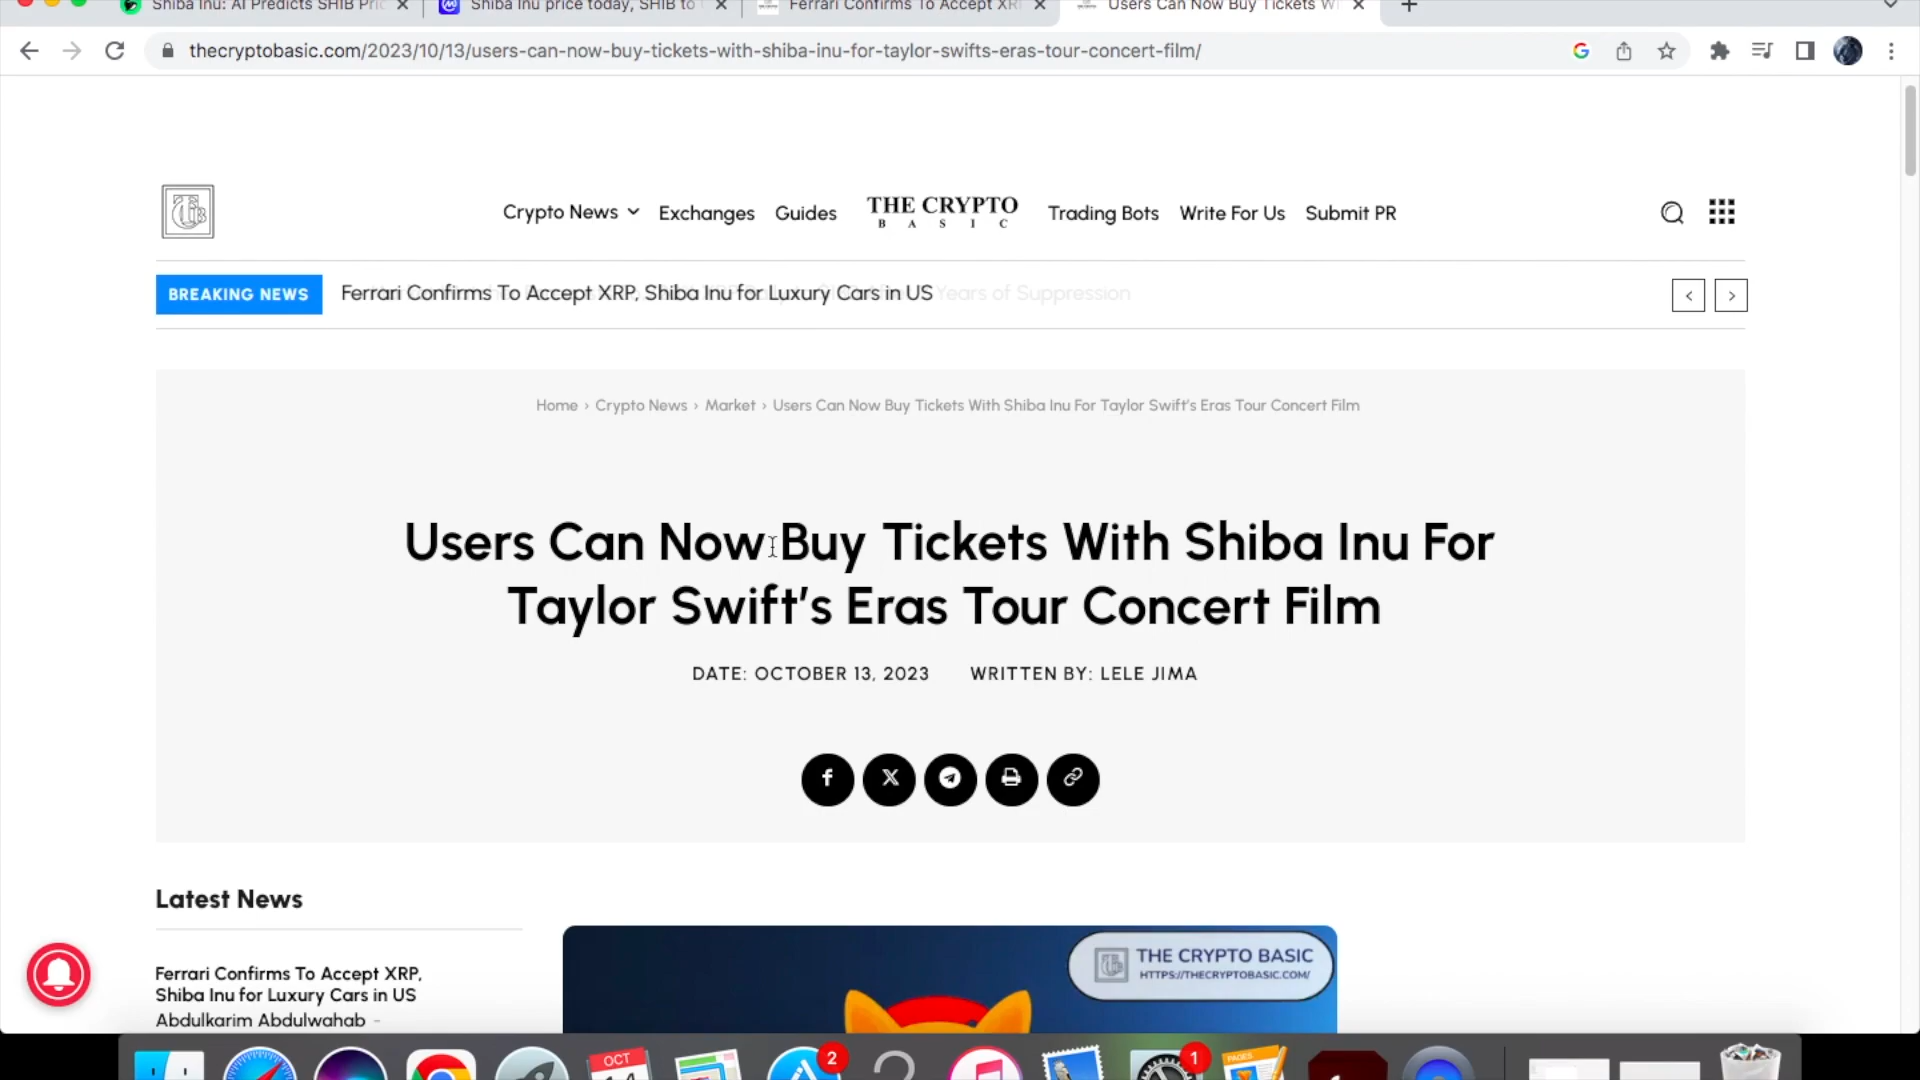 Shiba Inu: AI Predicts SHIB Pric
Shiba Inu price today, SHIB to
Ferrari Confirms To Accept XR
Users Can Now Buy Tickets Wi
thecryptobasic.com/2023/10/13/users-can-now-buy-tickets-with-shiba-inu-for-taylor-swifts-eras-tour-concert-film/
Crypto News Exchanges Guides THE CRYPTO BASIC Trading Bots Write For Us Submit PR
BREAKING NEWS Ferrari Confirms To Accept XRP, Shiba Inu for Luxury Cars in US Years of Suppression
Home › Crypto News › Market › Users Can Now Buy Tickets With Shiba Inu For Taylor Swift's Eras Tour Concert Film
Users Can Now Buy Tickets With Shiba Inu For
Taylor Swift's Eras Tour Concert Film
DATE: OCTOBER 13, 2023 WRITTEN BY: LELE JIMA
Latest News
THE CRYPTO BASIC
HTTPS://THECRYPTOBASIC.COM/
Ferrari Confirms To Accept XRP,
Shiba Inu for Luxury Cars in US
Abdulkarim Abdulwahab -
OCT
2
1
PAGES